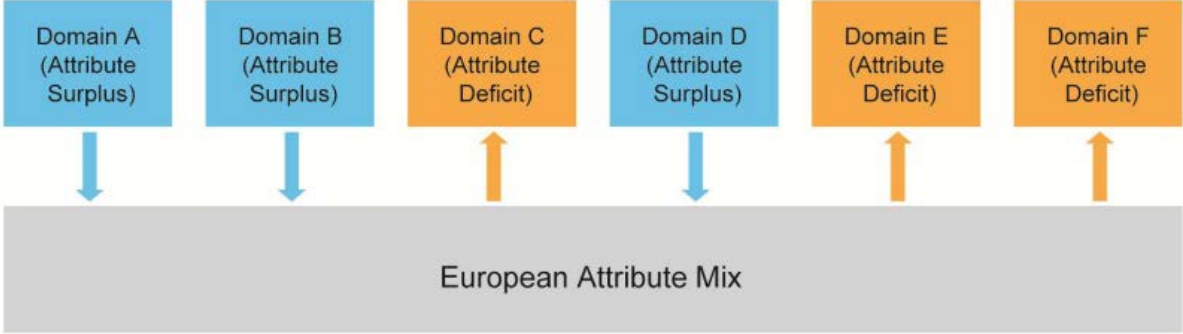 Domain A
(Attribute
Surplus)
Domain B
(Attribute
Surplus)
Domain C
(Attribute
Deficit)
Domain D
(Attribute
Surplus)
Domain E
(Attribute
Deficit)
Domain F
(Attribute
Deficit)
European Attribute Mix